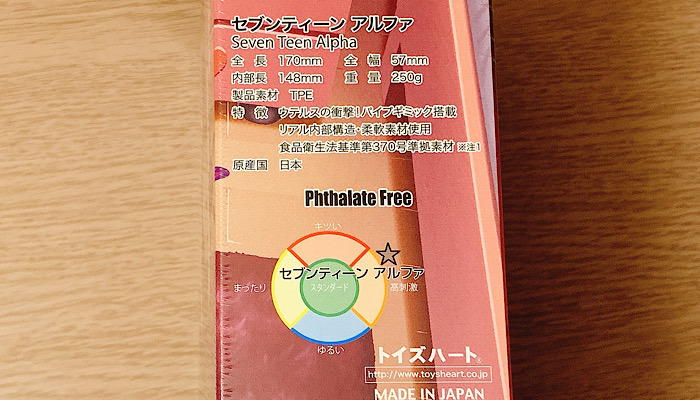 セブンティーン アルファ
Seven Teen Alpha
全 長 170mm 全 幅 57mm
内部長 148mm 重 量 250g
製品素材 TPE
特 徴 ウテルスの衝撃!パイプギミック搭載
リアル内部構造・柔軟素材使用
食品衛生法基準第370号準拠素材 ※注1
原産国 日本
Phthalate Free
キツい
セブンティーン アルファ
まったり スタンダード 高刺激
ゆるい
トイズハート®
http://www.toysheart.co.jp
MADE IN JAPAN